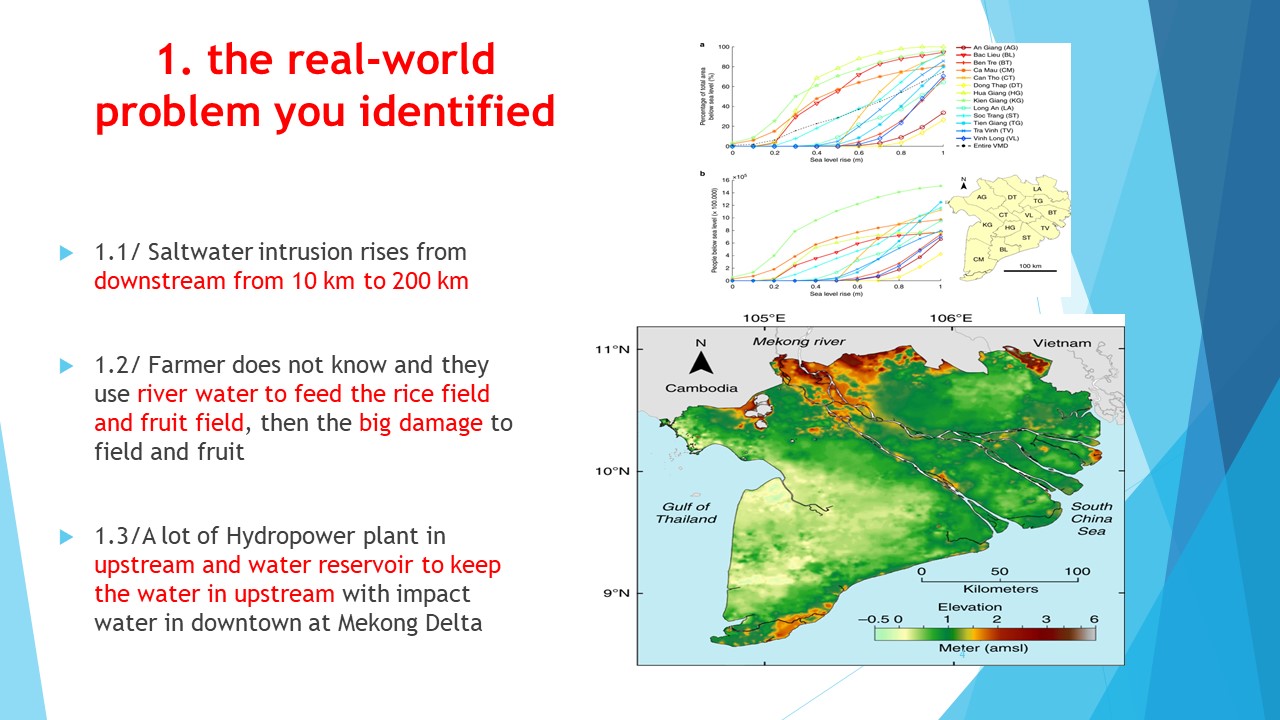 1. the real-world
problem you identified
1.1/ Saltwater intrusion rises from
downstream from 10 km to 200 km
1.2/ Farmer does not know and they
use river water to feed the rice field
and fruit field, then the big damage to
field and fruit
1.3/A lot of Hydropower plant in
upstream and water reservoir to keep
the water in upstream with impact
water in downtown at Mekong Delta
a
Percentage of total area
below sea level (%)
100
80
60
40
20
0
0 0.2 0.4 0.6 0.8 1
Sea level rise (m)
An Giang (AG)
Bac Lieu (BL)
Ben Tre (BT)
Ca Mau (CM)
Can Tho (CT)
Dong Thap (DT)
Hua Giang (HG)
Kien Giang (KG)
Long An (LA)
Soc Trang (ST)
Tien Giang (TG)
Tra Vinh (TV)
Vinh Long (VL)
Entire VMD
b
People below sea level (× 100.000)
×10⁵
16
14
12
10
8
6
4
2
0
0 0.2 0.4 0.6 0.8 1
Sea level rise (m)
N
LA
AG DT TG
CT VL BT
KG HG TV
ST
BL
CM
100 km
105°E 106°E
11°N
N
Mekong river
Vietnam
Cambodia
10°N
Gulf of
Thailand
South
China
Sea
9°N
0 50 100
Kilometers
Elevation
−0.5 0 1 2 3 6
Meter (amsl)
4